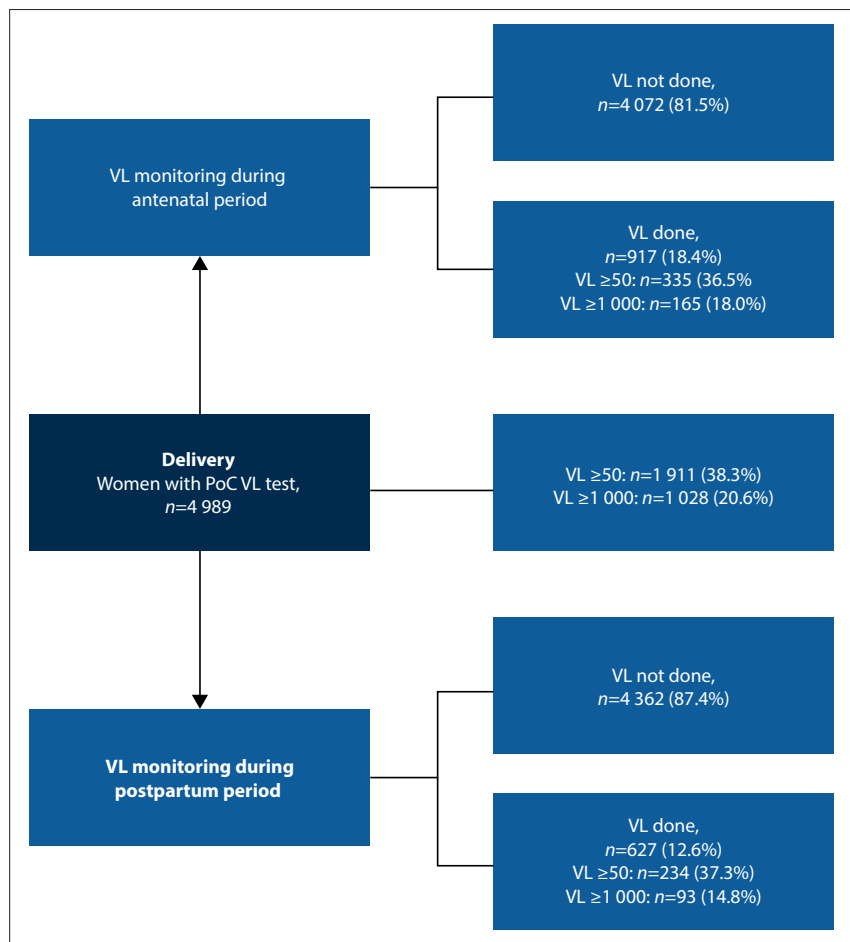 VL not done,
n=4 072 (81.5%)
VL monitoring during
antenatal period
VL done,
n=917 (18.4%)
VL ≥50: n=335 (36.5%
VL ≥1 000: n=165 (18.0%)
Delivery
Women with PoC VL test,
n=4 989
VL ≥50: n=1 911 (38.3%)
VL ≥1 000: n=1 028 (20.6%)
VL not done,
n=4 362 (87.4%)
VL monitoring during
postpartum period
VL done,
n=627 (12.6%)
VL ≥50: n=234 (37.3%)
VL ≥1 000: n=93 (14.8%)